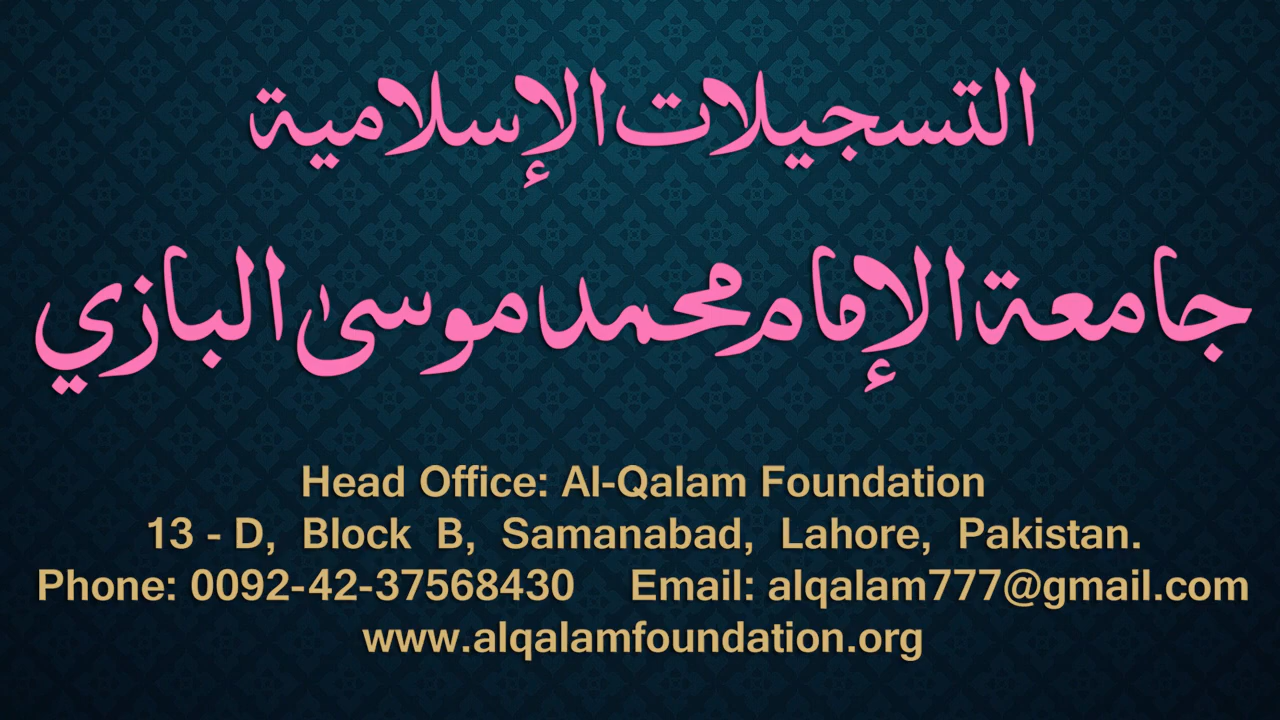 التسجيلات الإسلامية
جامعة الإمام محمد موسىٰ البازي
Head Office: Al-Qalam Foundation
13 - D, Block B, Samanabad, Lahore, Pakistan.
Phone: 0092-42-37568430 Email: alqalam777@gmail.com
www.alqalamfoundation.org